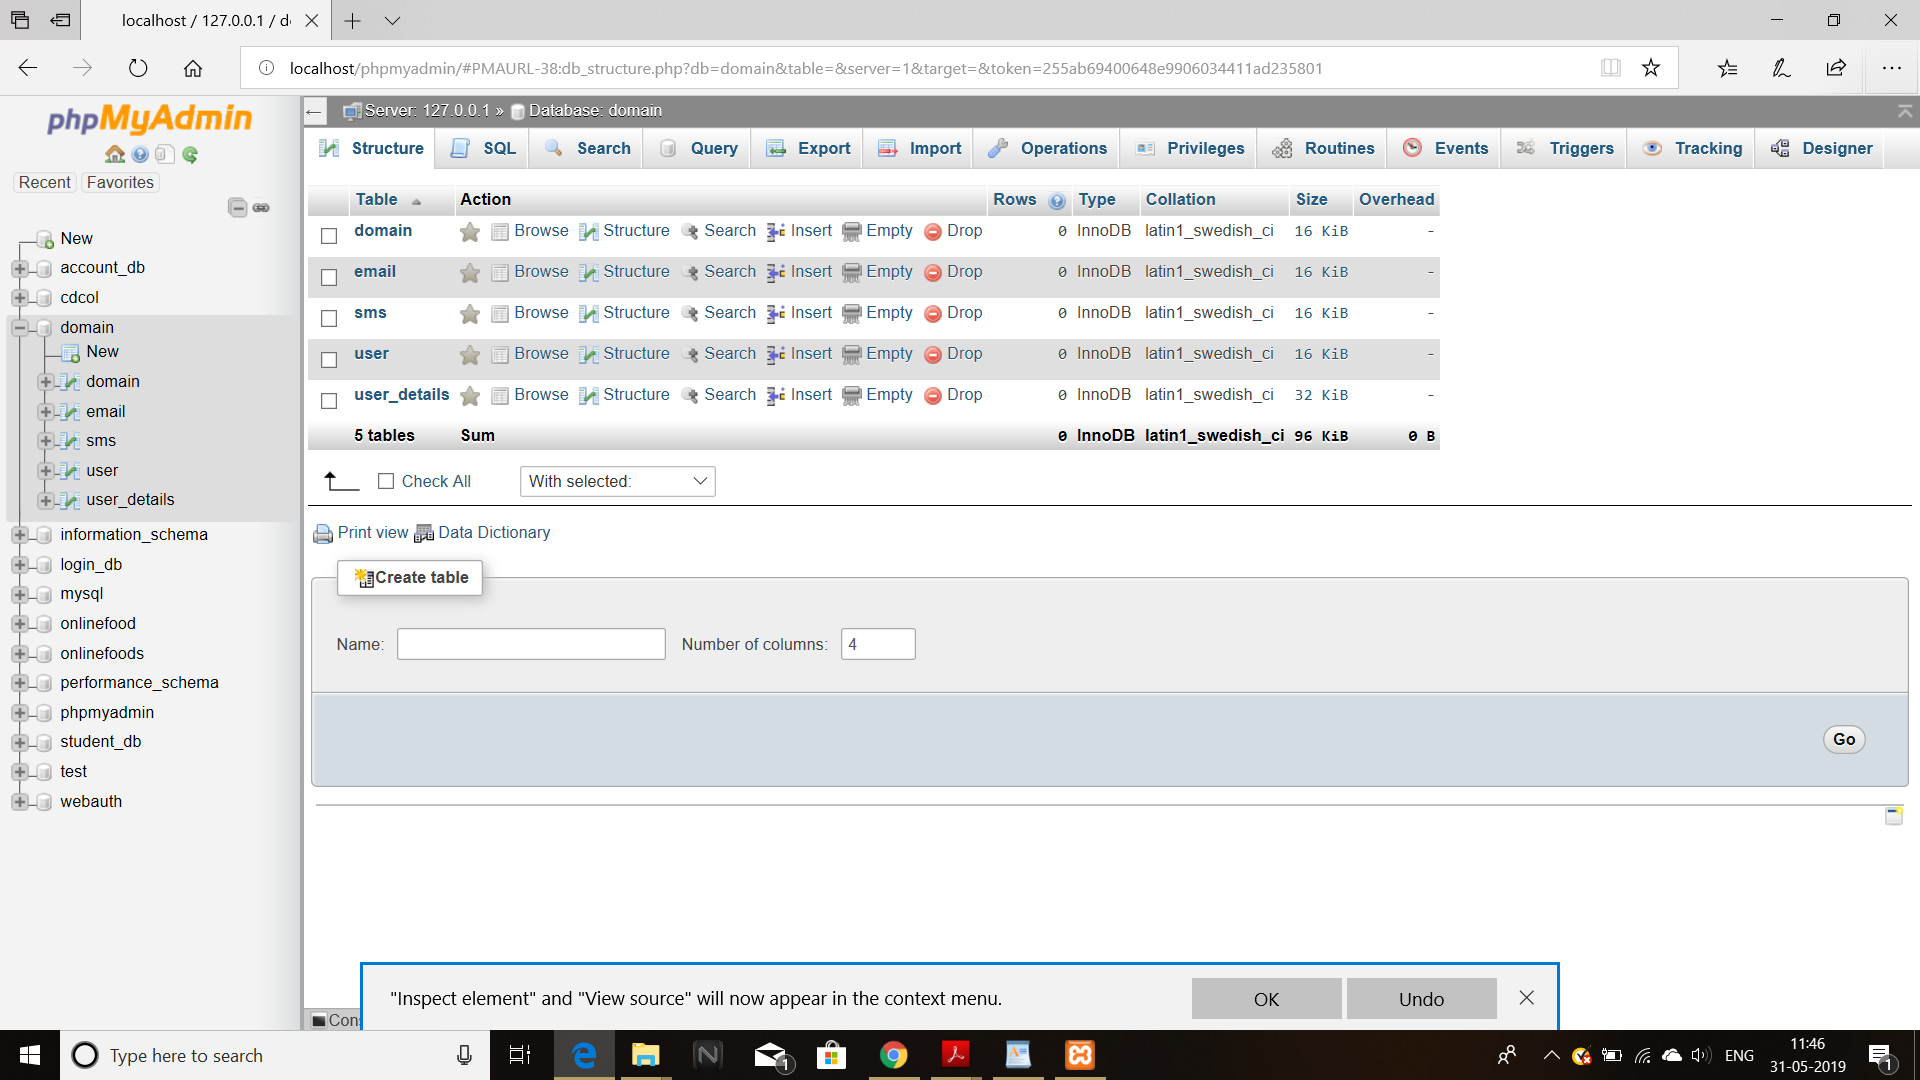 localhost / 127.0.0.1 / d
localhost/phpmyadmin/#PMAURL-38:db_structure.php?db=domain&table=&server=1&target=&token=255ab69400648e9906034411ad235801
phpMyAdmin
Recent Favorites
New
account_db
cdcol
domain
New
domain
email
sms
user
user_details
information_schema
login_db
mysql
onlinefood
onlinefoods
performance_schema
phpmyadmin
student_db
test
webauth
Server: 127.0.0.1 » Database: domain
Structure SQL Search Query Export Import Operations Privileges Routines Events Triggers Tracking Designer
Table Action Rows Type Collation Size Overhead
domain Browse Structure Search Insert Empty Drop 0 InnoDB latin1_swedish_ci 16 KiB -
email Browse Structure Search Insert Empty Drop 0 InnoDB latin1_swedish_ci 16 KiB -
sms Browse Structure Search Insert Empty Drop 0 InnoDB latin1_swedish_ci 16 KiB -
user Browse Structure Search Insert Empty Drop 0 InnoDB latin1_swedish_ci 16 KiB -
user_details Browse Structure Search Insert Empty Drop 0 InnoDB latin1_swedish_ci 32 KiB -
5 tables Sum 0 InnoDB latin1_swedish_ci 96 KiB 0 B
Check All With selected:
Print view Data Dictionary
Create table
Name: Number of columns: 4
Go
"Inspect element" and "View source" will now appear in the context menu. OK Undo
Cons
Type here to search
1
ENG
11:46
31-05-2019
1